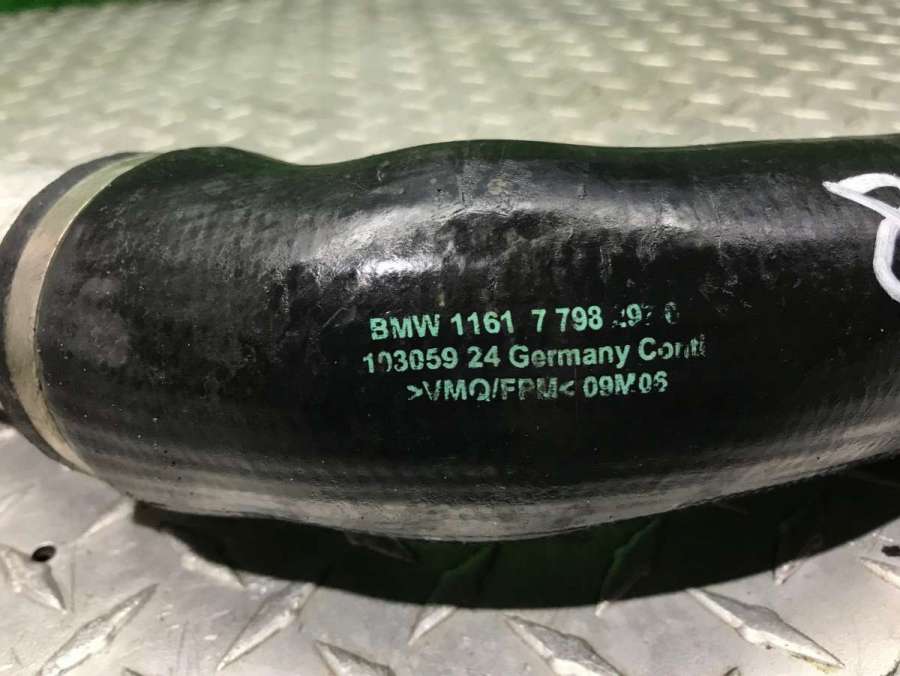 BMW 1161 7 798
103059 24 Germany Conti
>VMQ/FPM< 09M06